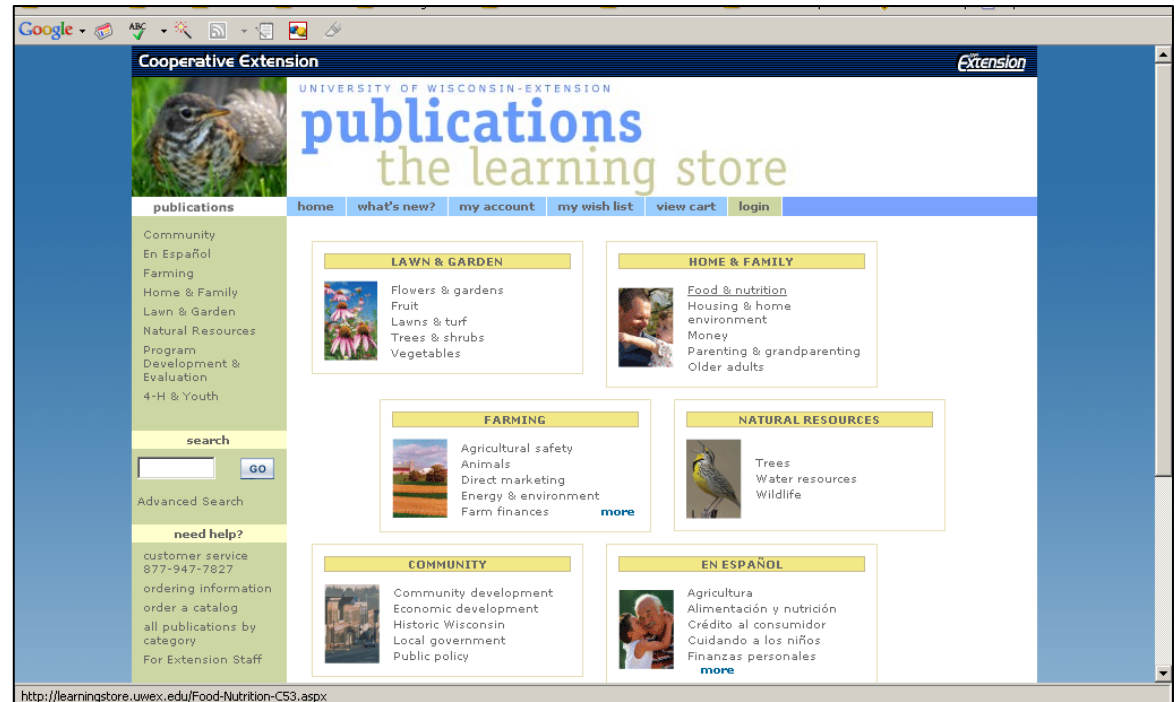 Google
ABC
Cooperative Extension
Extension
UNIVERSITY OF WISCONSIN-EXTENSION
publications
the learning store
publications
home what's new? my account my wish list view cart login
Community
En Español
Farming
Home & Family
Lawn & Garden
Natural Resources
Program
Development &
Evaluation
4-H & Youth
search
GO
Advanced Search
need help?
customer service
877-947-7827
ordering information
order a catalog
all publications by
category
For Extension Staff
LAWN & GARDEN
Flowers & gardens
Fruit
Lawns & turf
Trees & shrubs
Vegetables
HOME & FAMILY
Food & nutrition
Housing & home
environment
Money
Parenting & grandparenting
Older adults
FARMING
Agricultural safety
Animals
Direct marketing
Energy & environment
Farm finances more
NATURAL RESOURCES
Trees
Water resources
Wildlife
COMMUNITY
Community development
Economic development
Historic Wisconsin
Local government
Public policy
EN ESPAÑOL
Agricultura
Alimentación y nutrición
Crédito al consumidor
Cuidando a los niños
Finanzas personales
more
http://learningstore.uwex.edu/Food-Nutrition-C53.aspx